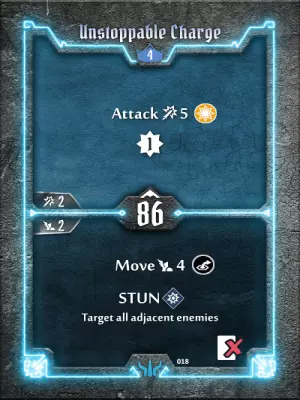 Unstoppable Charge
4
Attack 5
1
2
86
2
Move 4
STUN
Target all adjacent enemies
018